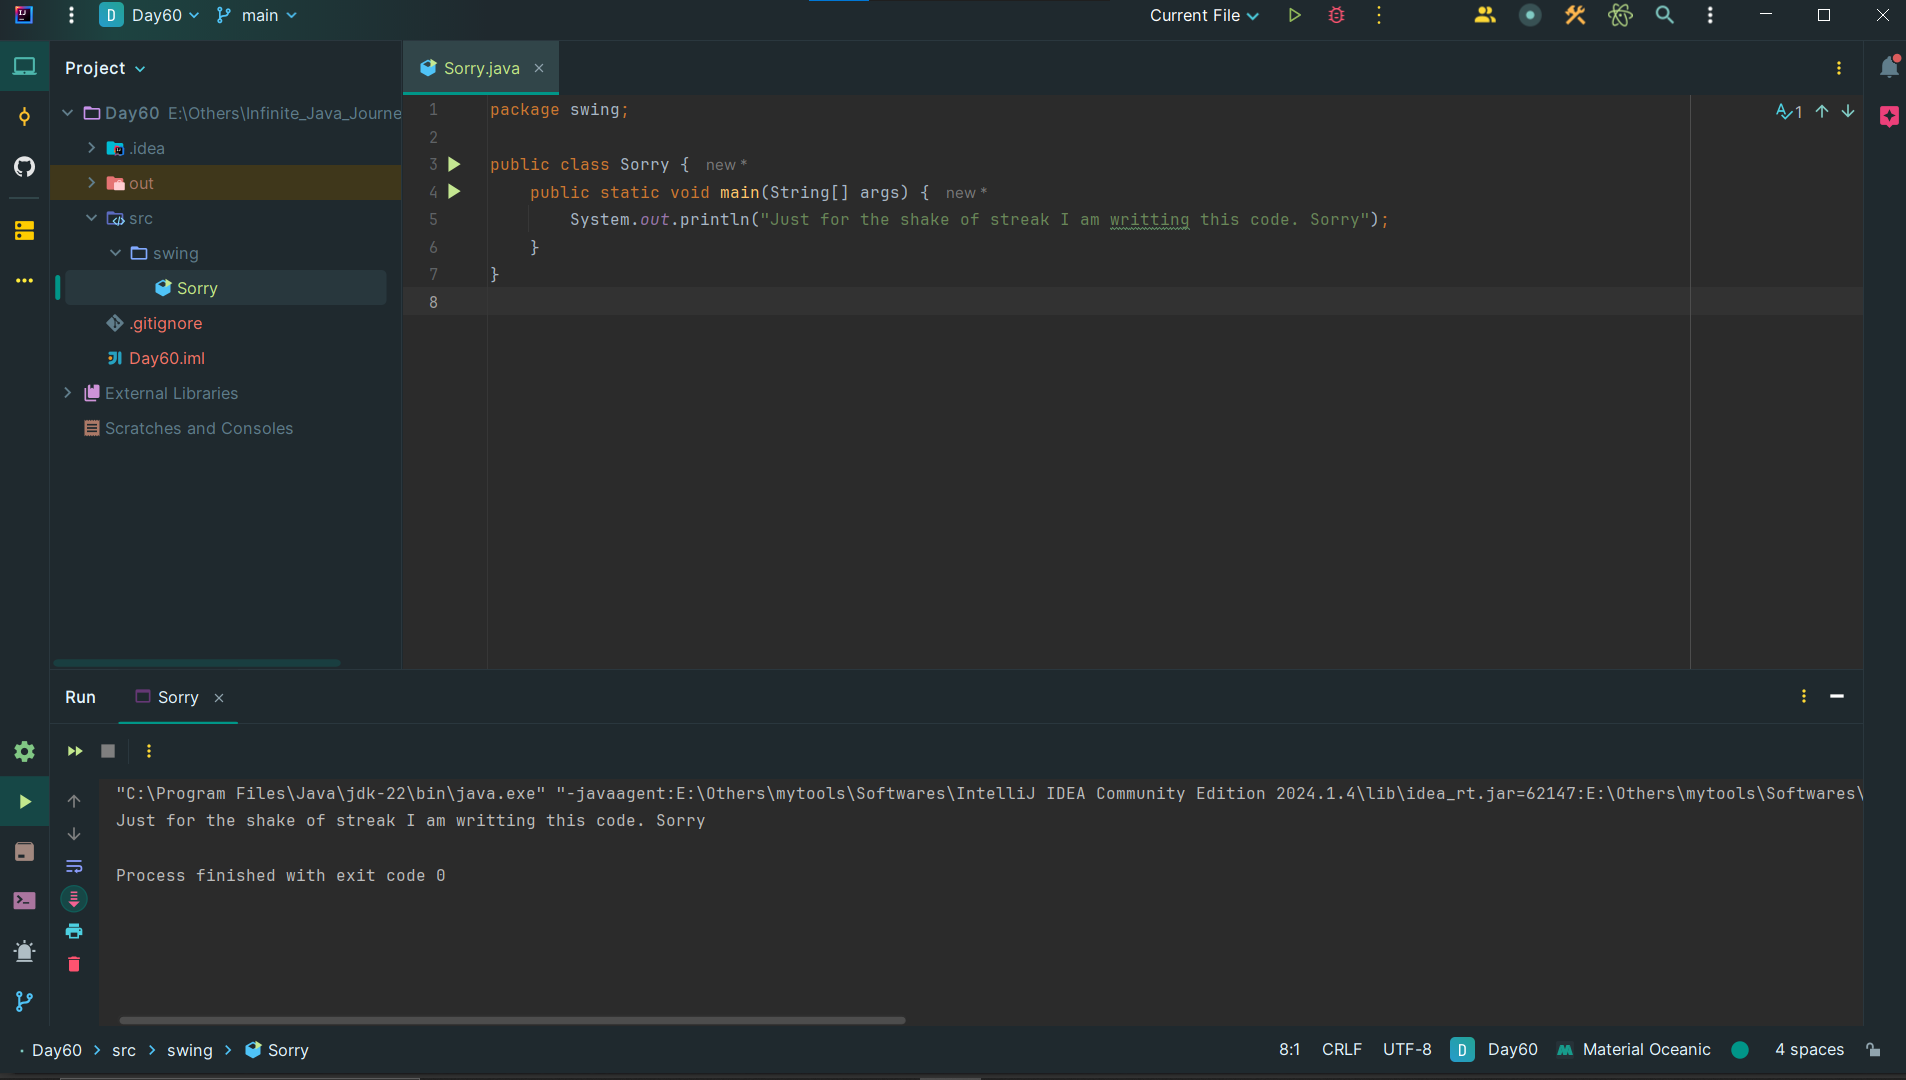 D Day60 main Current File
Project
Sorry.java
Day60 E:\Others\Infinite_Java_Journe
.idea
out
src
swing
Sorry
.gitignore
Day60.iml
External Libraries
Scratches and Consoles
1 package swing;
2
3 public class Sorry { new *
4 public static void main(String[] args) { new *
5 System.out.println("Just for the shake of streak I am writting this code. Sorry");
6 }
7 }
8
1
Run Sorry
"C:\Program Files\Java\jdk-22\bin\java.exe" "-javaagent:E:\Others\mytools\Softwares\IntelliJ IDEA Community Edition 2024.1.4\lib\idea_rt.jar=62147:E:\Others\mytools\Softwares\
Just for the shake of streak I am writting this code. Sorry
Process finished with exit code 0
Day60 > src > swing > Sorry 8:1 CRLF UTF-8 D Day60 Material Oceanic 4 spaces